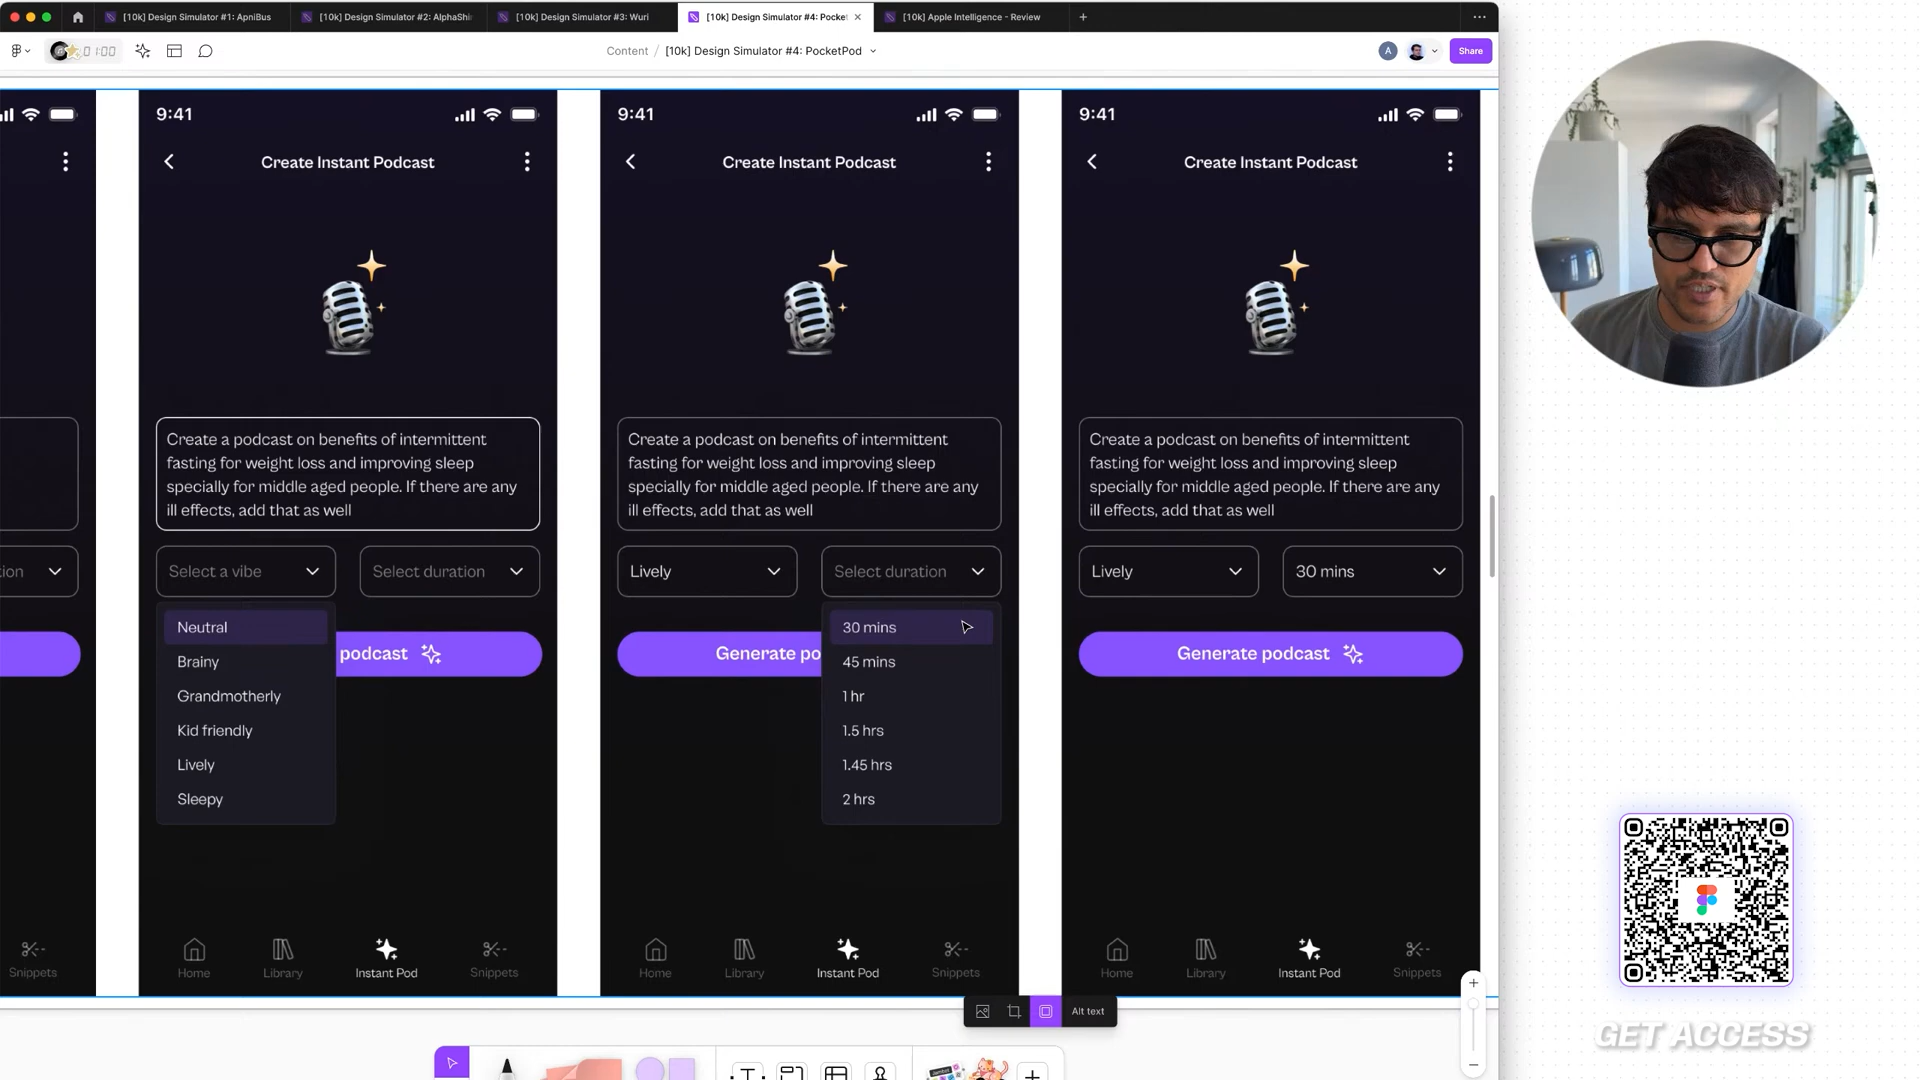 [10k] Design Simulator #1: ApniBus
[10k] Design Simulator #2: AlphaShi
[10k] Design Simulator #3: Wuri
[10k] Design Simulator #4: Pocket
[10k] Apple Intelligence - Review
01:00
Content / [10k] Design Simulator #4: PocketPod
A
Share
9:41
Create Instant Podcast
Create a podcast on benefits of intermittent
fasting for weight loss and improving sleep
specially for middle aged people. If there are any
ill effects, add that as well
tion
Select a vibe
Select duration
Neutral
Brainy
Grandmotherly
Kid friendly
Lively
Sleepy
podcast
Snippets
Home
Library
Instant Pod
Snippets
9:41
Create Instant Podcast
Create a podcast on benefits of intermittent
fasting for weight loss and improving sleep
specially for middle aged people. If there are any
ill effects, add that as well
Lively
Select duration
30 mins
45 mins
1 hr
1.5 hrs
1.45 hrs
2 hrs
Generate po
Home
Library
Instant Pod
Snippets
9:41
Create Instant Podcast
Create a podcast on benefits of intermittent
fasting for weight loss and improving sleep
specially for middle aged people. If there are any
ill effects, add that as well
Lively
30 mins
Generate podcast
Home
Library
Instant Pod
Snippets
Alt text
GET ACCESS